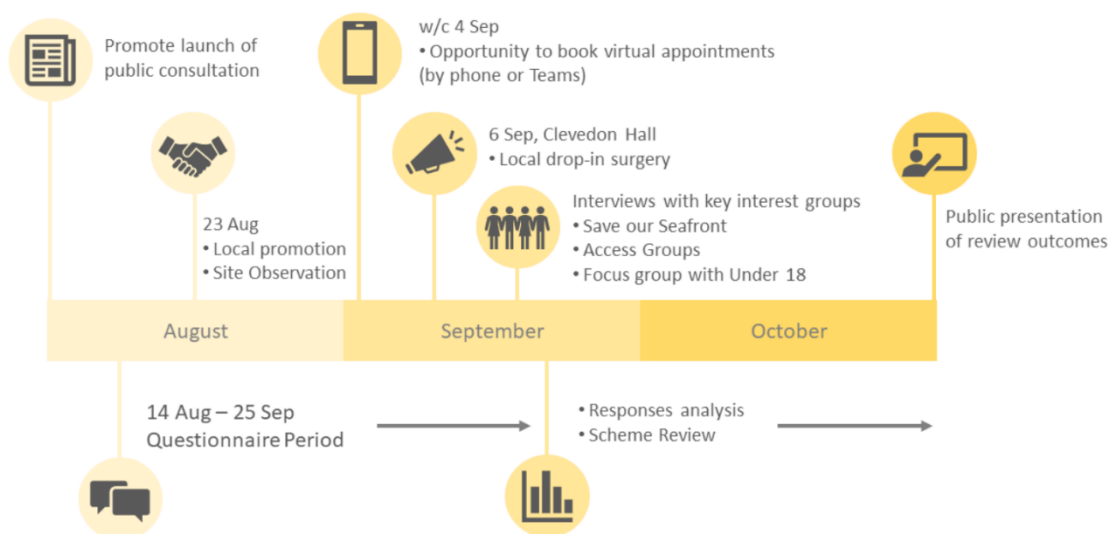 Promote launch of
public consultation
w/c 4 Sep
• Opportunity to book virtual appointments
(by phone or Teams)
6 Sep, Clevedon Hall
• Local drop-in surgery
23 Aug
• Local promotion
• Site Observation
Interviews with key interest groups
• Save our Seafront
• Access Groups
• Focus group with Under 18
Public presentation
of review outcomes
August
September
October
14 Aug – 25 Sep
Questionnaire Period
• Responses analysis
• Scheme Review